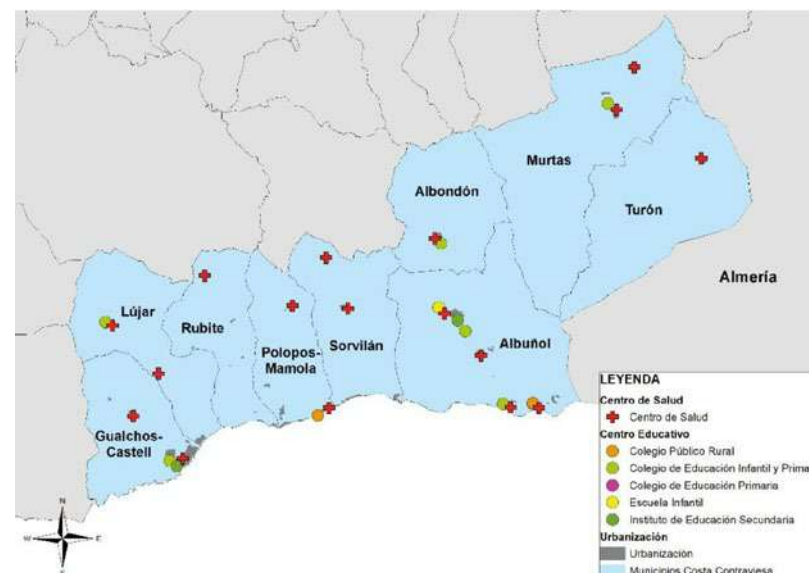 Murtas
Albondón
Turón
Almería
Lújar
Rubite
Polopos-
Mamola
Sorvilán
Albuñol
Gualchos-
Castell
N
W
E
LEYENDA
Centro de Salud
Centro de Salud
Centro Educativo
Colegio Público Rural
Colegio de Educación Infantil y Prima
Colegio de Educación Primaria
Escuela Infantil
Instituto de Educación Secundaria
Urbanización
Urbanización
Municipios Costa Contraviesa